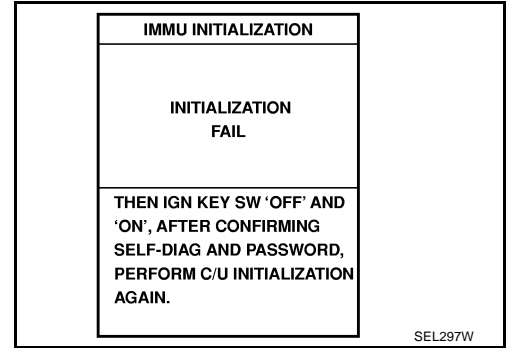 IMMU INITIALIZATION
INITIALIZATION
FAIL
THEN IGN KEY SW ‘OFF’ AND
‘ON’, AFTER CONFIRMING
SELF-DIAG AND PASSWORD,
PERFORM C/U INITIALIZATION
AGAIN.
SEL297W